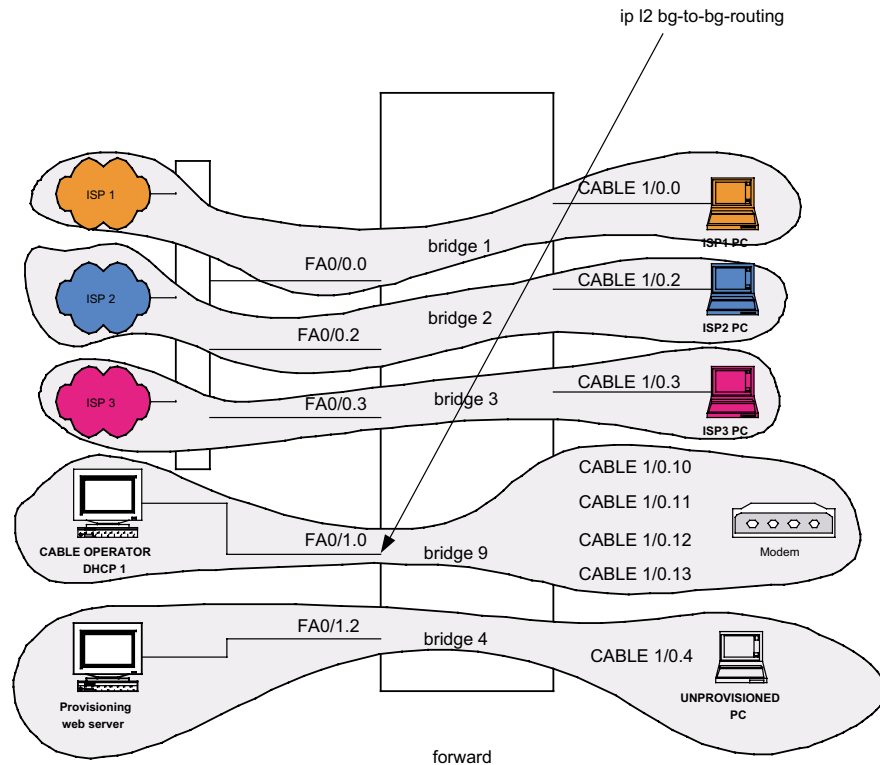 ip l2 bg-to-bg-routing
ISP 1
CABLE 1/0.0
bridge 1
ISP1 PC
FA0/0.0
ISP 2
CABLE 1/0.2
bridge 2
ISP2 PC
FA0/0.2
ISP 3
CABLE 1/0.3
bridge 3
FA0/0.3
ISP3 PC
CABLE 1/0.10
CABLE 1/0.11
CABLE 1/0.12
CABLE 1/0.13
FA0/1.0
bridge 9
CABLE OPERATOR
DHCP 1
Modem
FA0/1.2
bridge 4
CABLE 1/0.4
Provisioning
web server
UNPROVISIONED
PC
forward